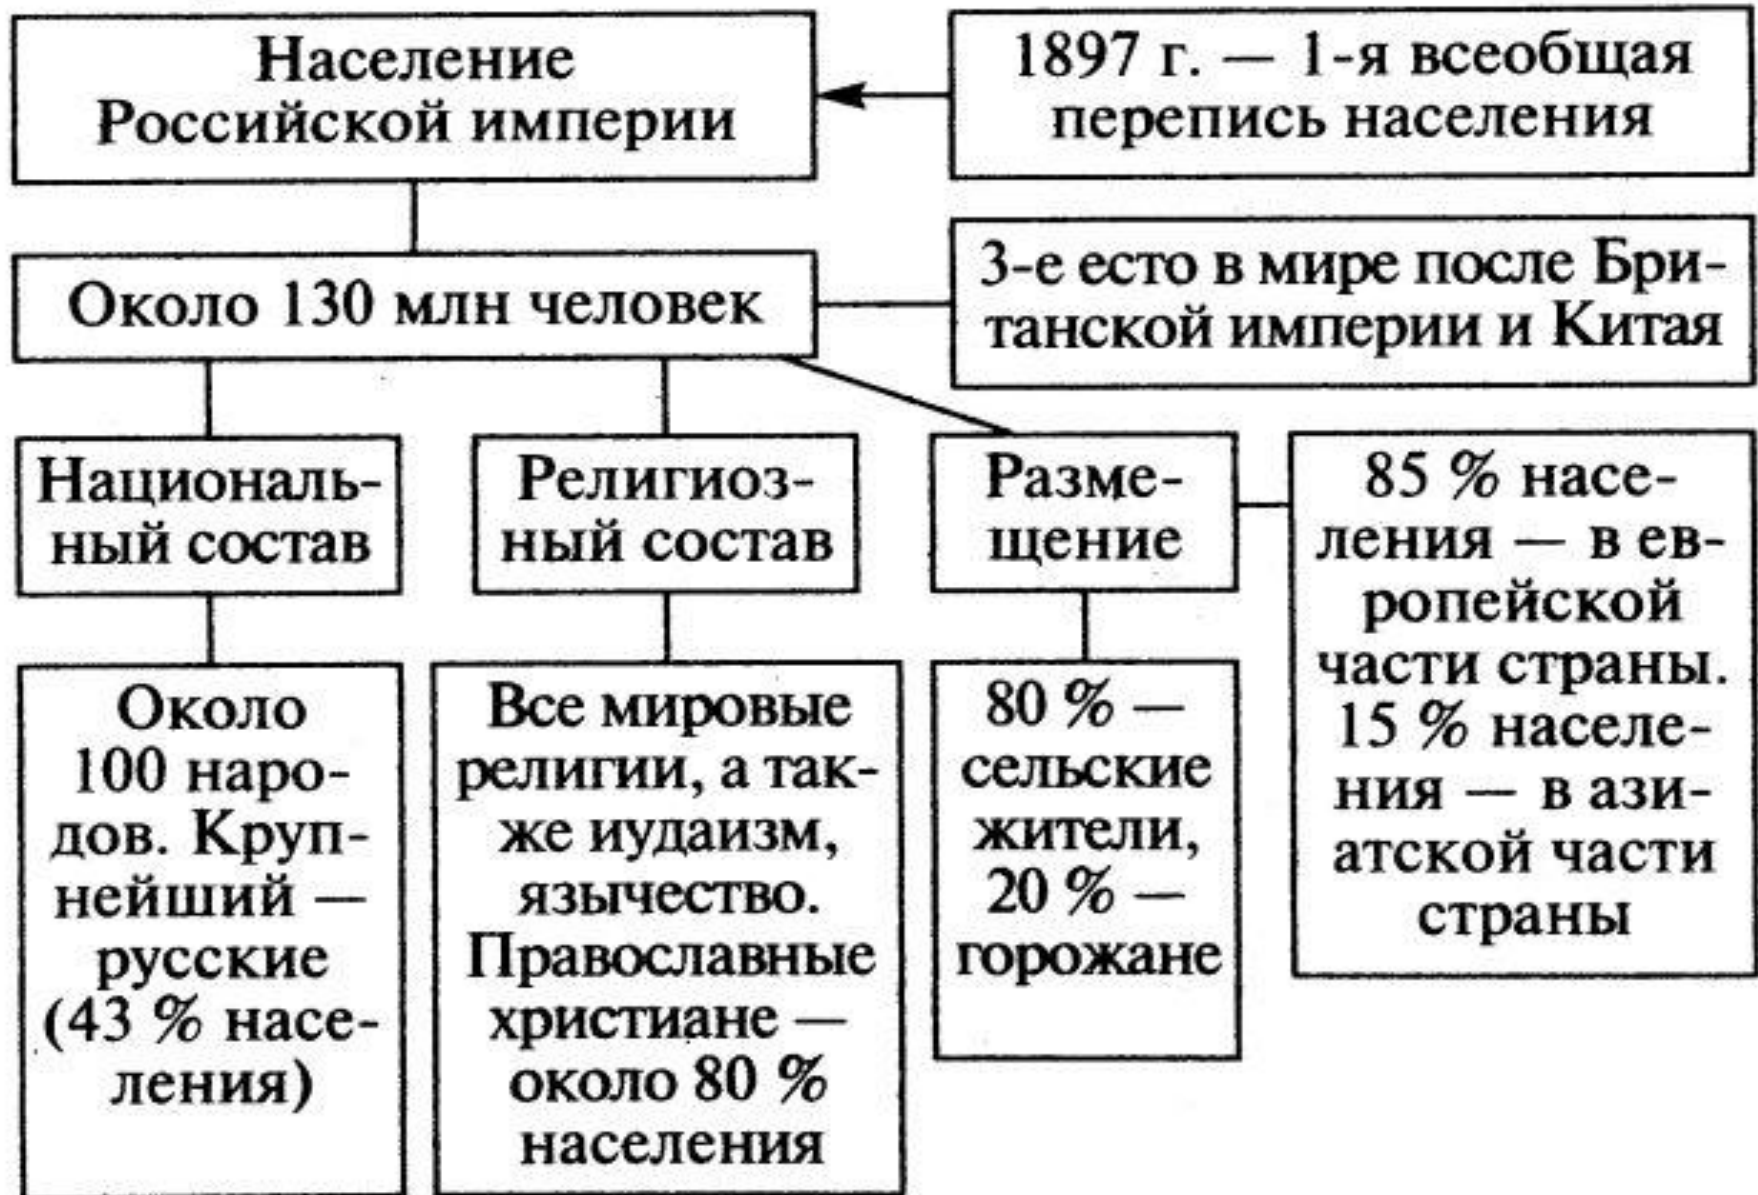 Население
Российской империи
1897 г. — 1-я всеобщая
перепись населения
Около 130 млн человек
3-е есто в мире после Бри-
танской империи и Китая
Националь-
ный состав
Религиоз-
ный состав
Разме-
щение
85 % насе-
ления — в ев-
ропейской
части страны.
15 % населе-
ния — в ази-
атской части
страны
Около
100 наро-
дов. Круп-
нейший —
русские
(43 % насе-
ления)
Все мировые
религии, а так-
же иудаизм,
язычество.
Православные
христиане —
около 80 %
населения
80 % —
сельские
жители,
20 % —
горожане